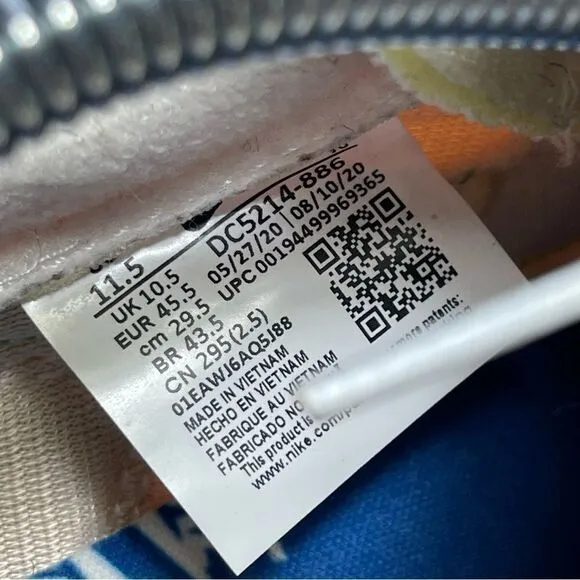 11.5 DC5214-886
UK 10.5 05/27/20 08/10/20
EUR 45.5 UPC 00194499969365
cm 29.5
BR 43.5
CN 295(2.5)
01EAWJ6AQ5J88
MADE IN VIETNAM
HECHO EN VIETNAM
FABRIQUE AU VIETNAM
FABRICADO NO
This product is
more patents:
www.nike.com/